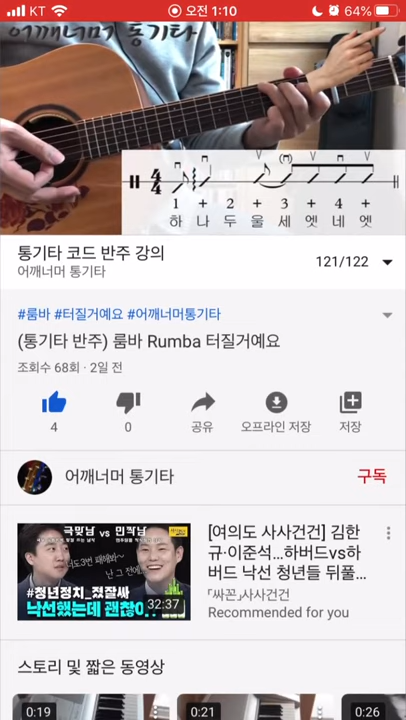 KT 오전 1:10 64%
어깨너머 통기타
4
4
1 + 2 + 3 + 4 +
하 나 두 울 세 엣 네 엣
통기타 코드 반주 강의
어깨너머 통기타
121/122
#룸바 #터질거예요 #어깨너머통기타
(통기타 반주) 룸바 Rumba 터질거예요
조회수 68회 · 2일 전
4 0 공유 오프라인 저장 저장
어깨너머 통기타 구독
극맞남 vs 민막남
난 그 전에
#청년정치_졌잘싸
낙선했는데 괜찮아
32:37
[여의도 사사건건] 김한
규·이준석...하버드vs하
버드 낙선 청년들 뒤풀...
「싸꼰」사사건건
Recommended for you
스토리 및 짧은 동영상
0:19 0:21 0:26